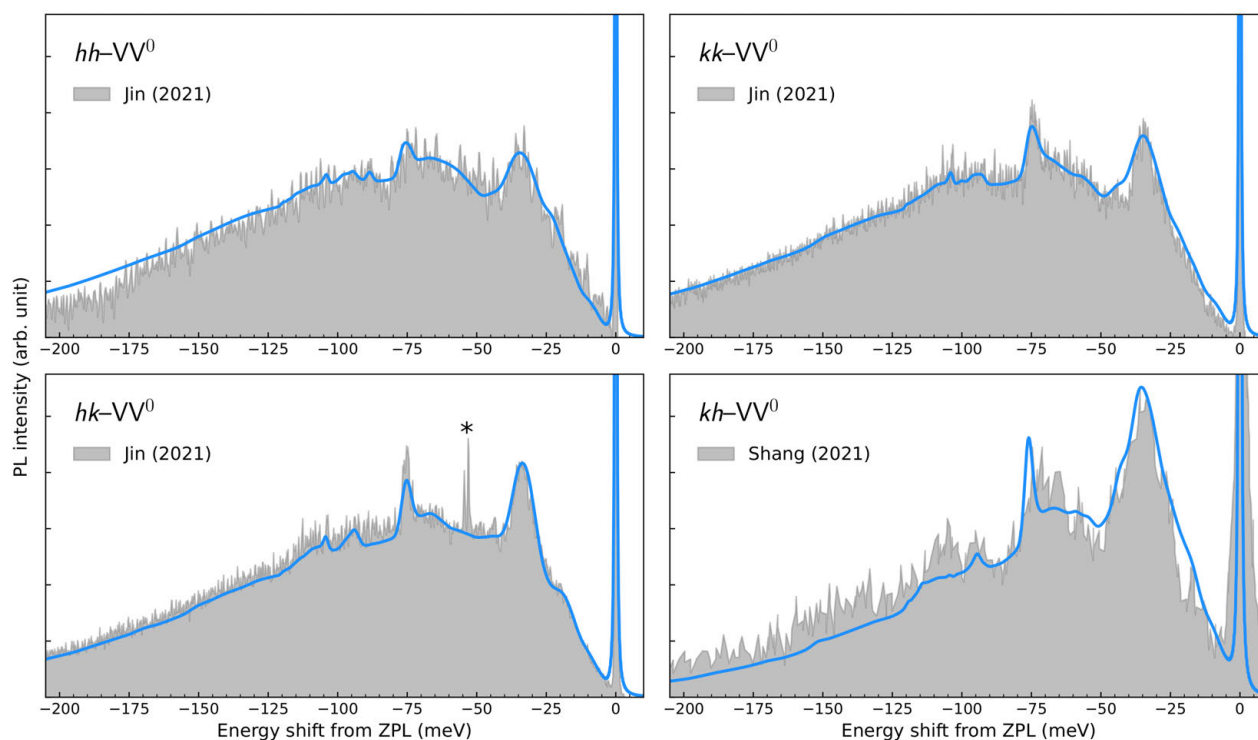 hh–VV⁰
Jin (2021)
kk–VV⁰
Jin (2021)
−200 −175 −150 −125 −100 −75 −50 −25 0
−200 −175 −150 −125 −100 −75 −50 −25 0
PL intensity (arb. unit)
hk–VV⁰
Jin (2021)
*
kh–VV⁰
Shang (2021)
−200 −175 −150 −125 −100 −75 −50 −25 0
−200 −175 −150 −125 −100 −75 −50 −25 0
Energy shift from ZPL (meV)
Energy shift from ZPL (meV)